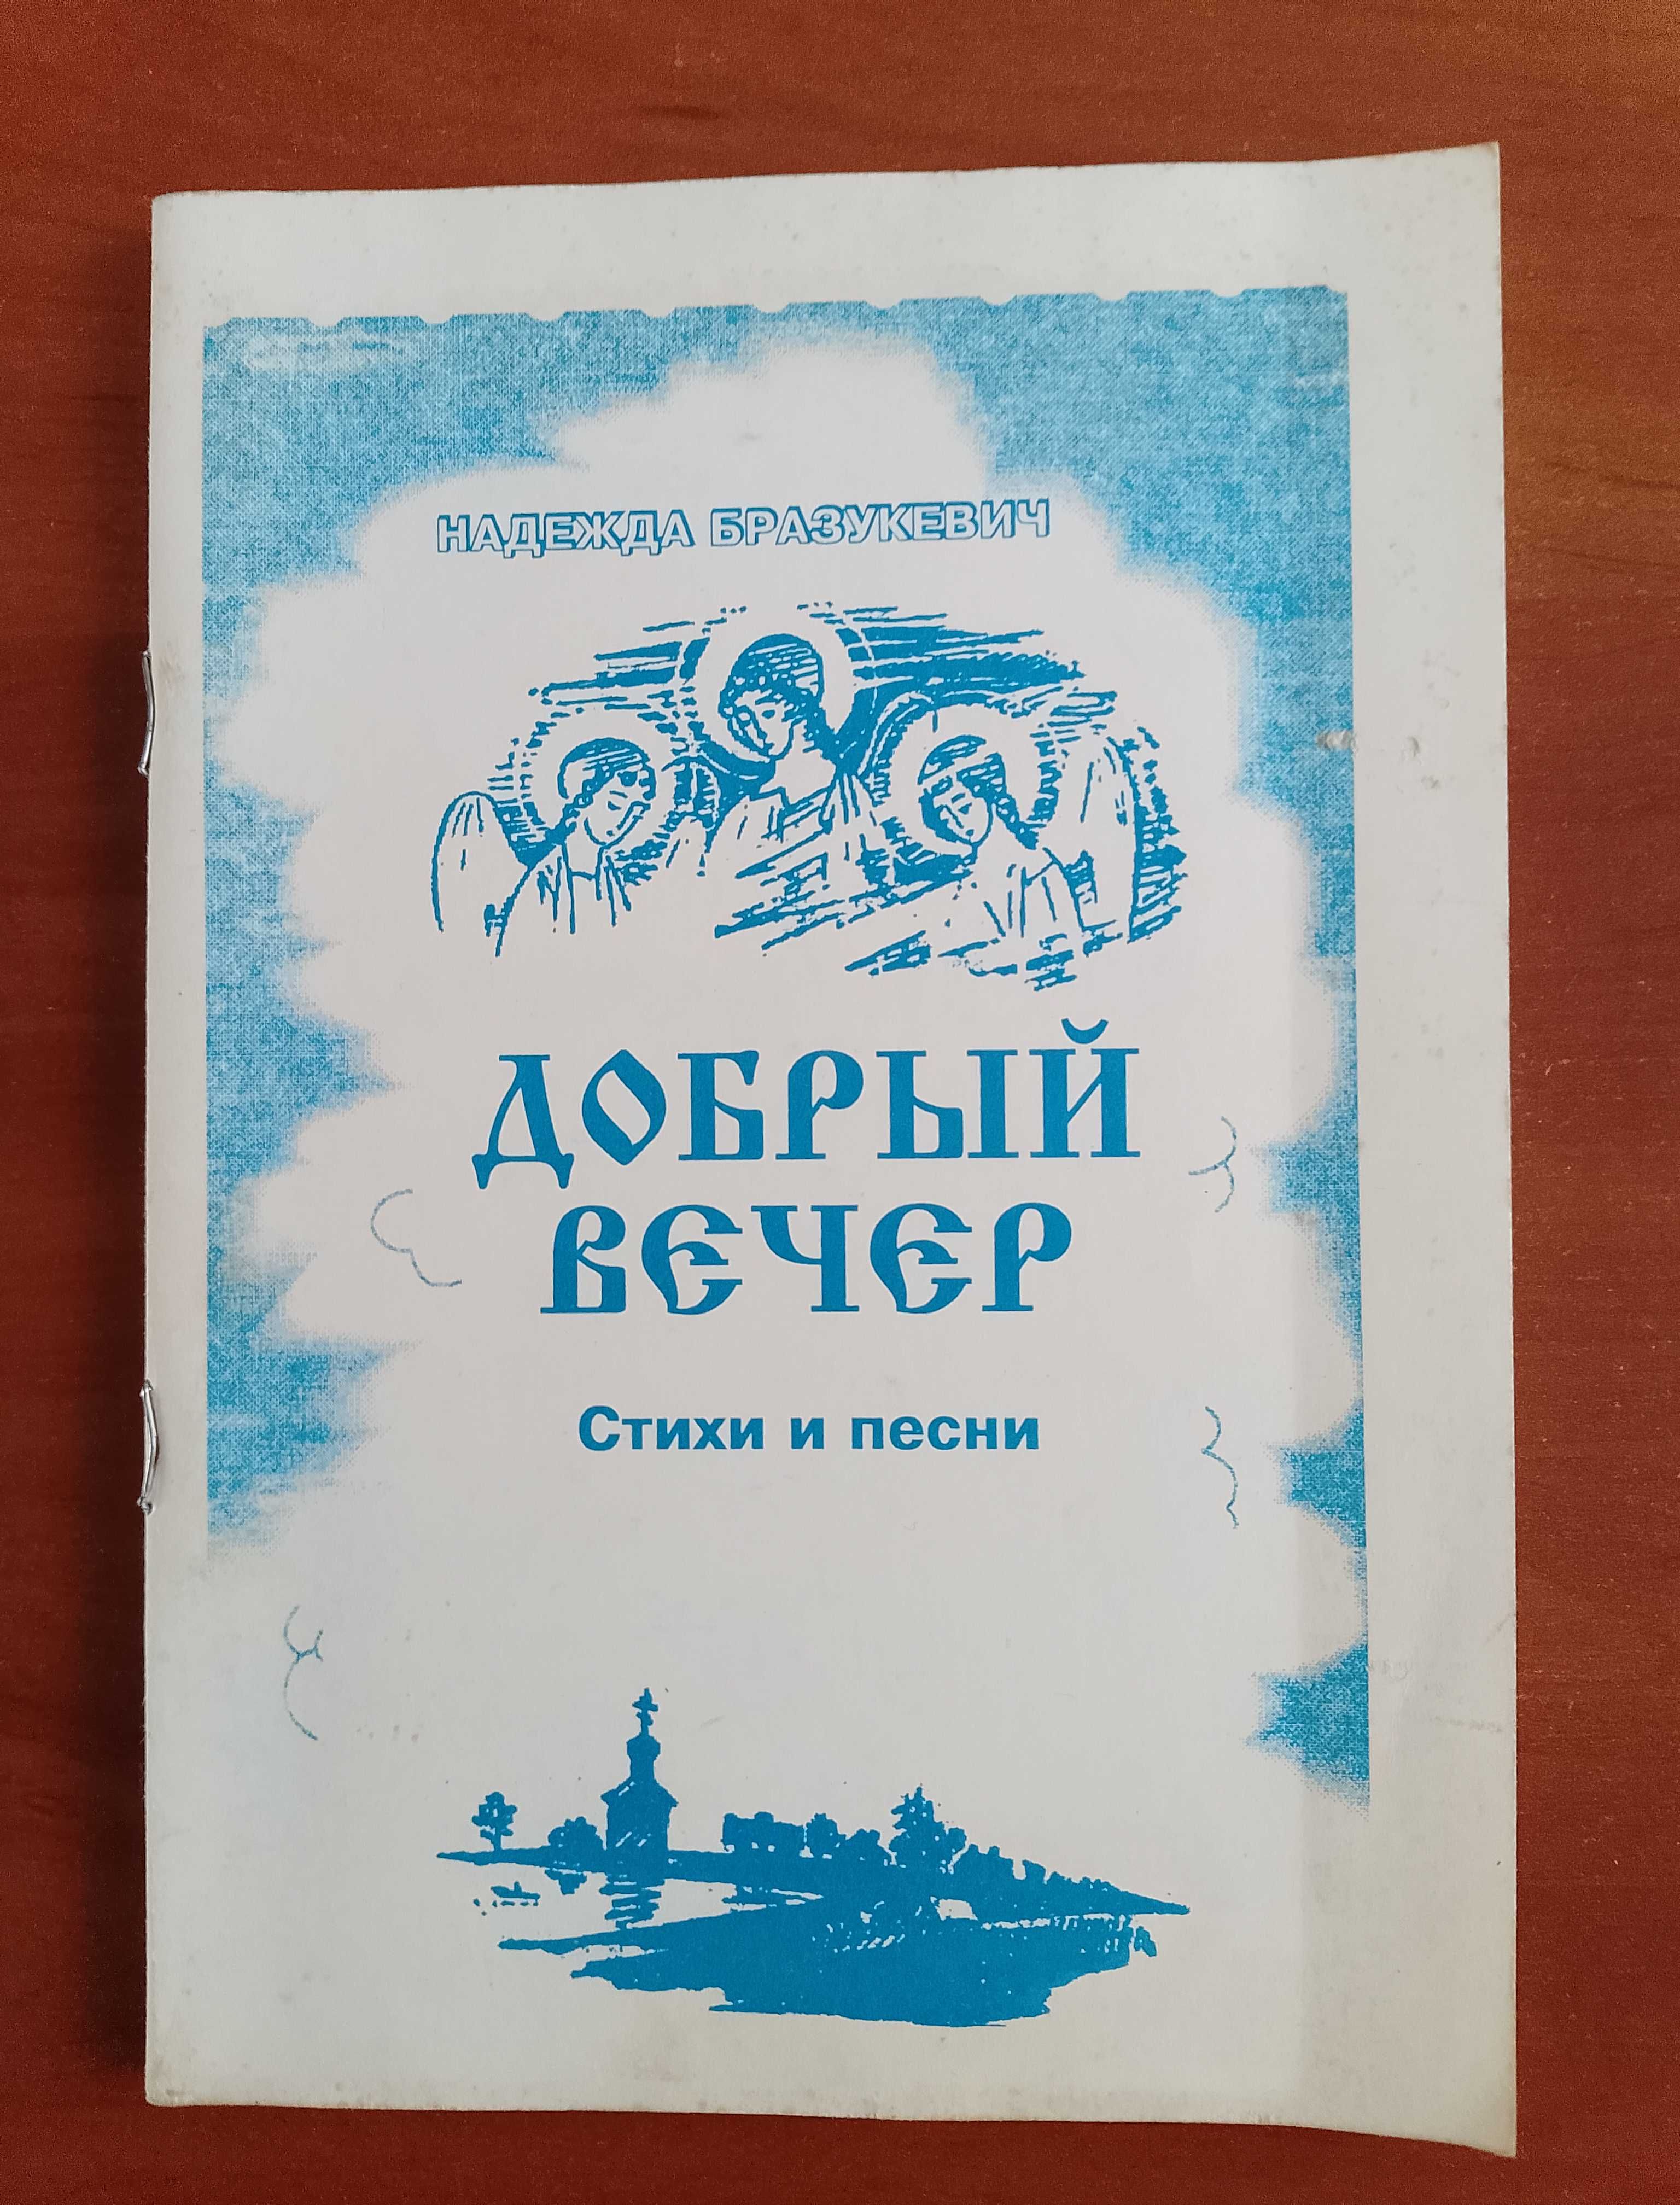 НАДЕЖДА БРАЗУКЕВИЧ
ДОБРЫЙ
ВЕЧЕР
Стихи и песни